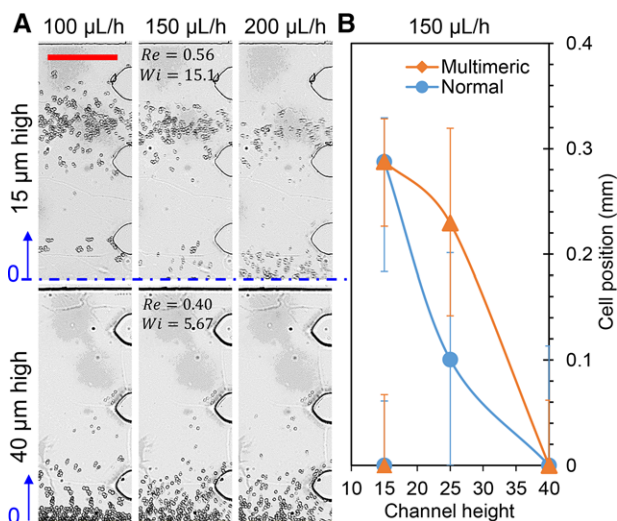 A
100 µL/h
150 µL/h
200 µL/h
Re = 0.56
Wi = 15.1
15 µm high
0
Re = 0.40
Wi = 5.67
40 µm high
0
B
150 µL/h
Multimeric
Normal
0.4
0.3
0.2
0.1
0
Cell position (mm)
10 15 20 25 30 35 40
Channel height